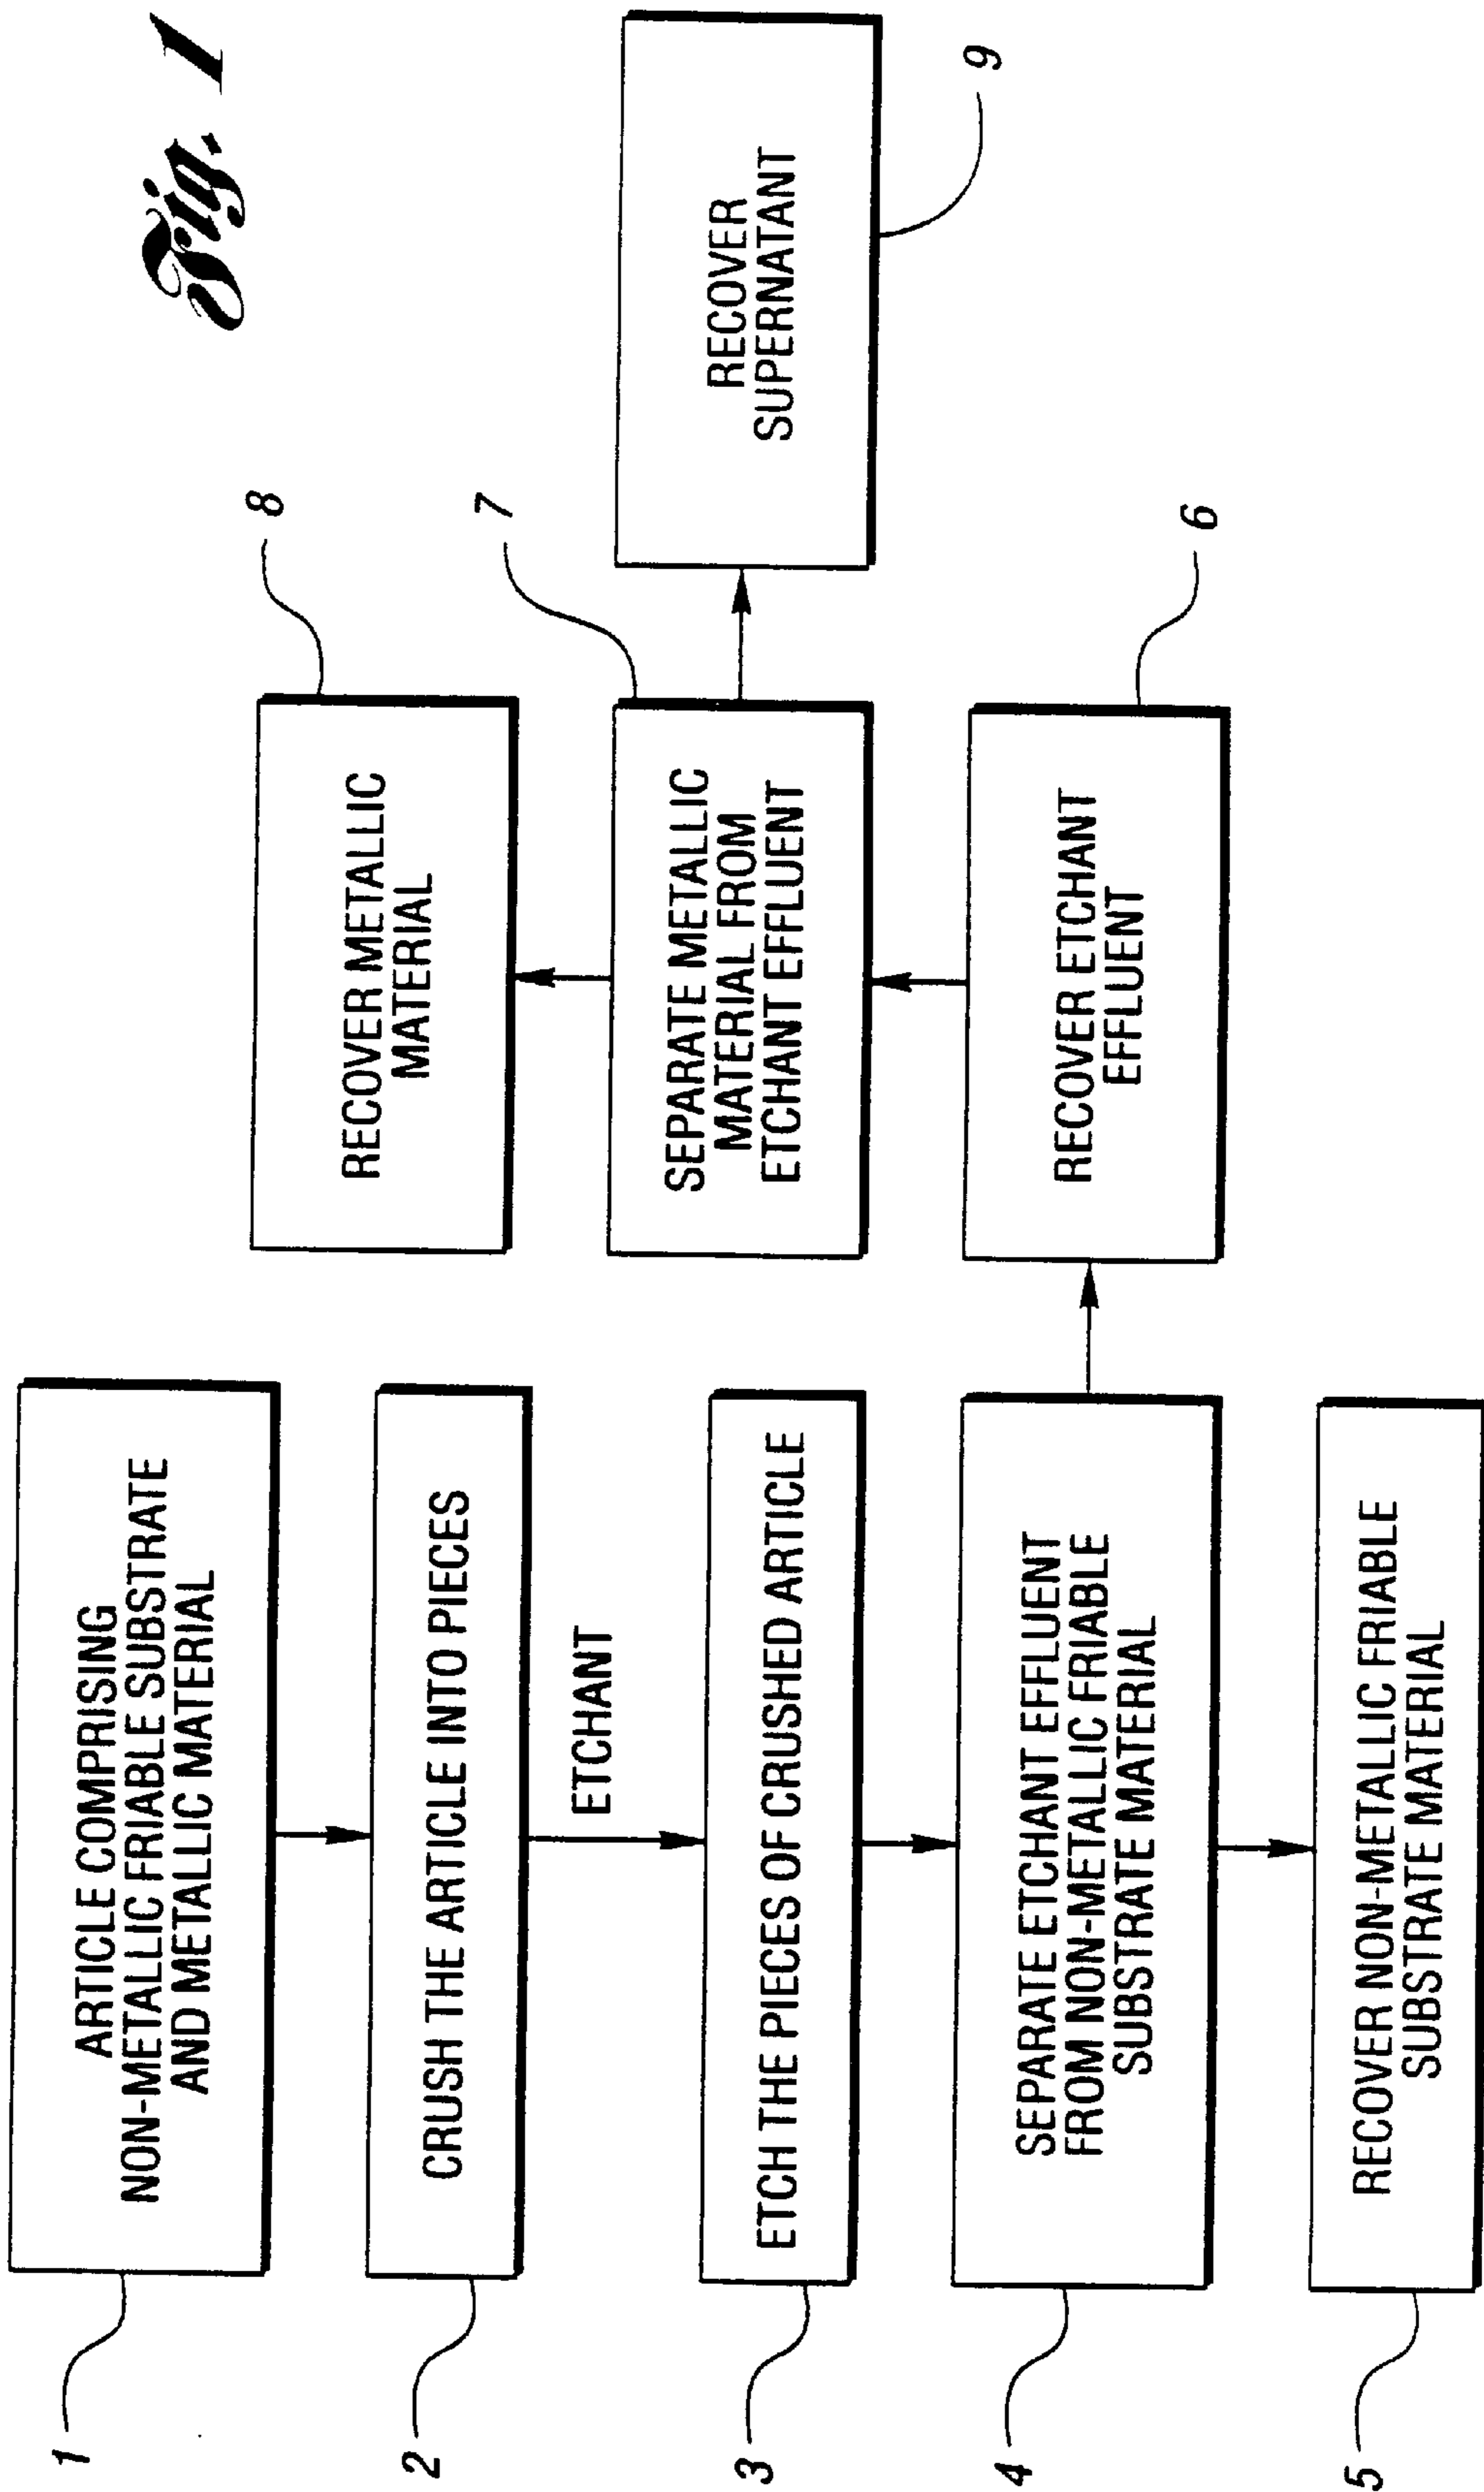 Fig. 1
1
ARTICLE COMPRISING
NON-METALLIC FRIABLE SUBSTRATE
AND METALLIC MATERIAL
2
CRUSH THE ARTICLE INTO PIECES
ETCHANT
3
ETCH THE PIECES OF CRUSHED ARTICLE
4
SEPARATE ETCHANT EFFLUENT
FROM NON-METALLIC FRIABLE
SUBSTRATE MATERIAL
5
RECOVER NON-METALLIC FRIABLE
SUBSTRATE MATERIAL
6
RECOVER ETCHANT
EFFLUENT
7
SEPARATE METALLIC
MATERIAL FROM
ETCHANT EFFLUENT
8
RECOVER METALLIC
MATERIAL
9
RECOVER
SUPERNATANT